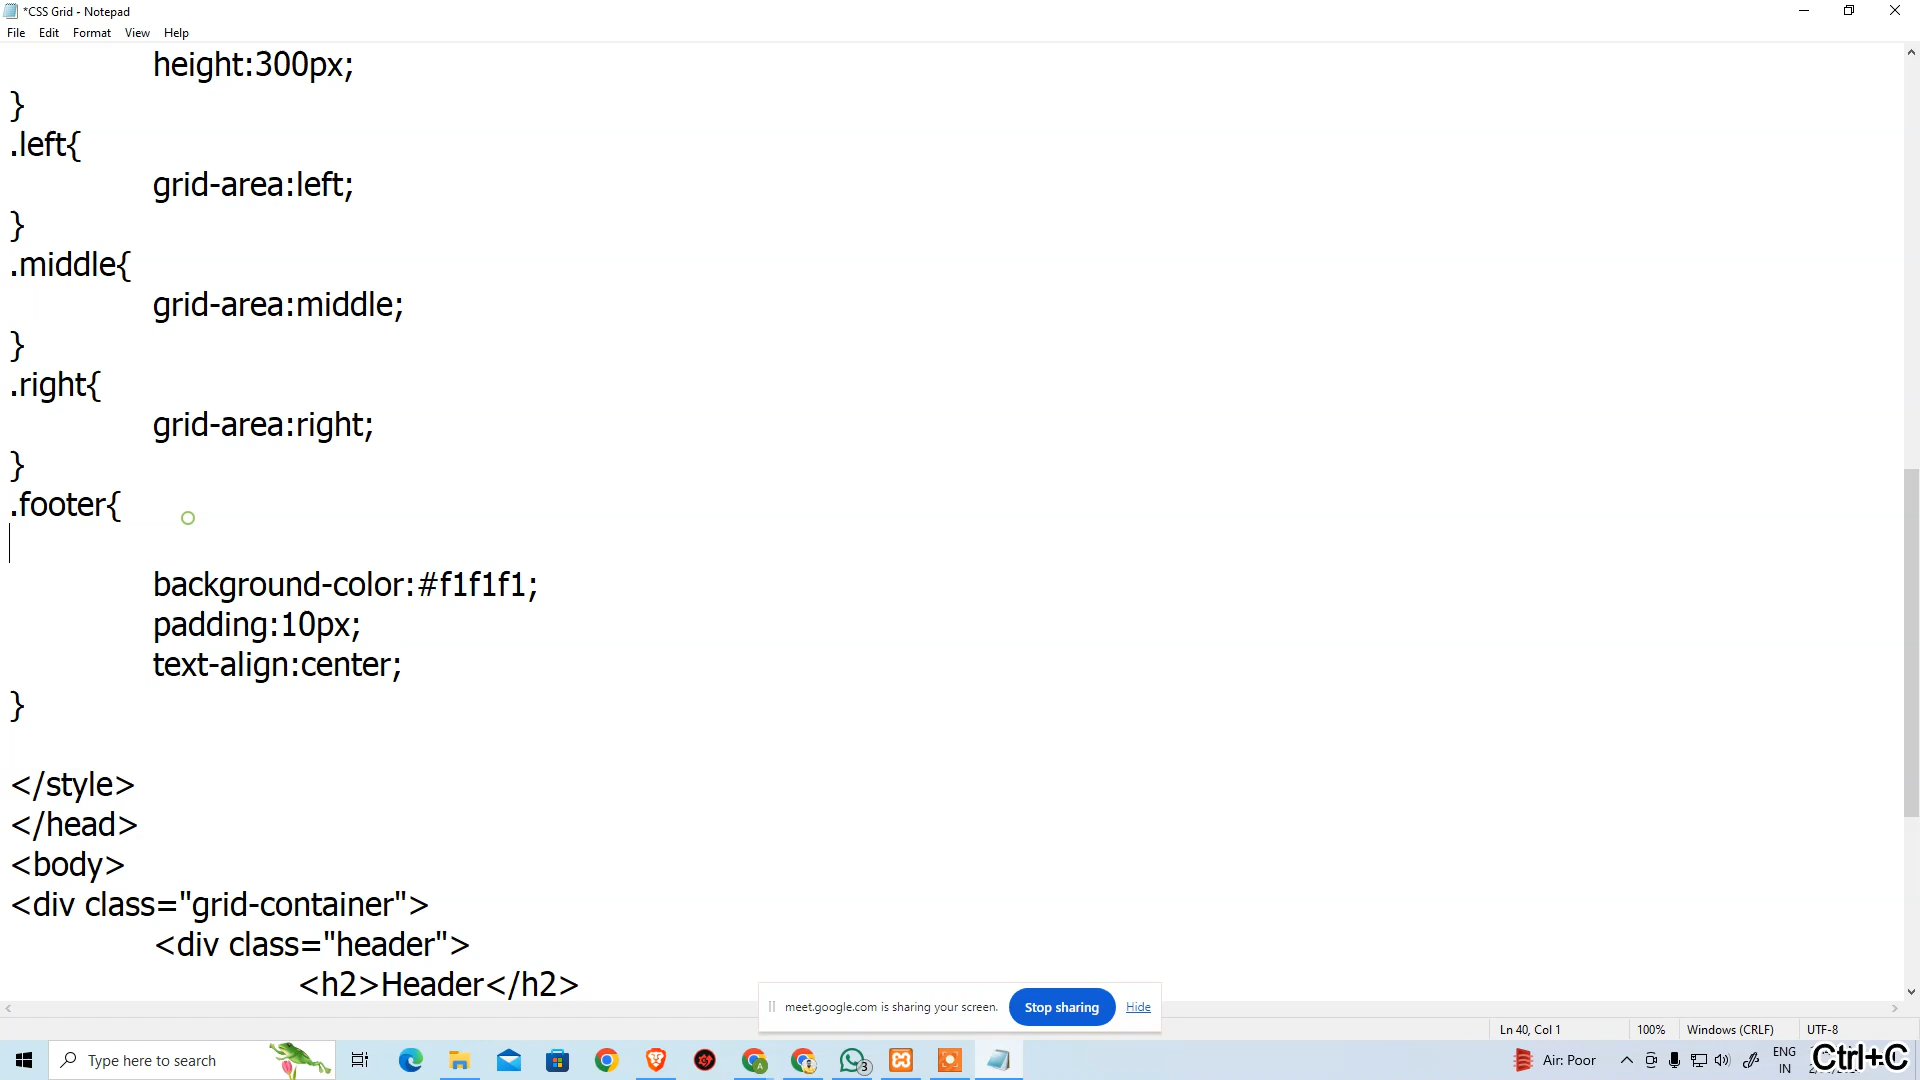 *CSS Grid - Notepad
File Edit Format View Help
height:300px;
}
.left{
grid-area:left;
}
.middle{
grid-area:middle;
}
.right{
grid-area:right;
}
.footer{
background-color:#f1f1f1;
padding:10px;
text-align:center;
}
</style>
</head>
<body>
<div class="grid-container">
<div class="header">
<h2>Header</h2>
meet.google.com is sharing your screen. Stop sharing Hide
Ln 40, Col 1 100% Windows (CRLF) UTF-8
Type here to search
A
3
Air: Poor
ENG
IN
Ctrl+C